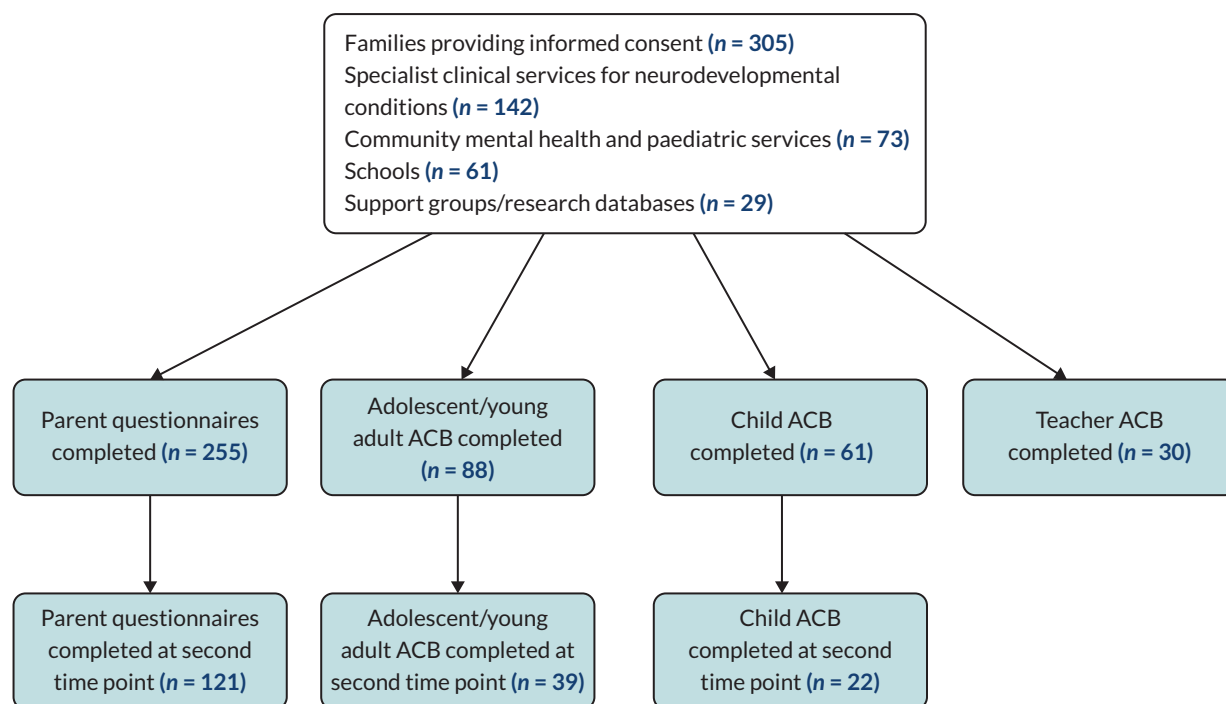 Families providing informed consent (n = 305)
Specialist clinical services for neurodevelopmental
conditions (n = 142)
Community mental health and paediatric services (n = 73)
Schools (n = 61)
Support groups/research databases (n = 29)
Parent questionnaires
completed (n = 255)
Adolescent/young
adult ACB completed
(n = 88)
Child ACB
completed (n = 61)
Teacher ACB
completed (n = 30)
Parent questionnaires
completed at second
time point (n = 121)
Adolescent/young
adult ACB completed at
second time point (n = 39)
Child ACB
completed at second
time point (n = 22)